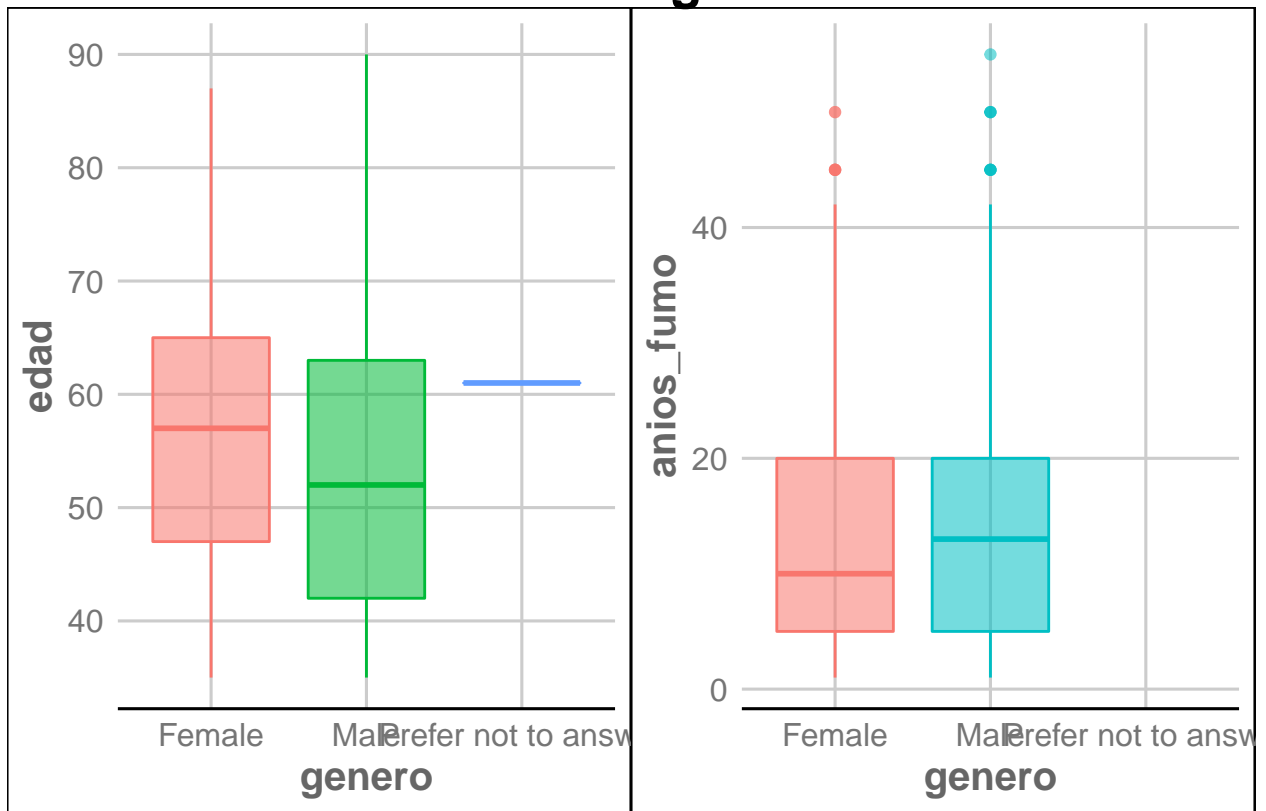 90
80
70
60
50
40
edad
Female
Male
Prefer not to answ
genero
40
20
0
anios_fumo
Female
Male
Prefer not to answ
genero